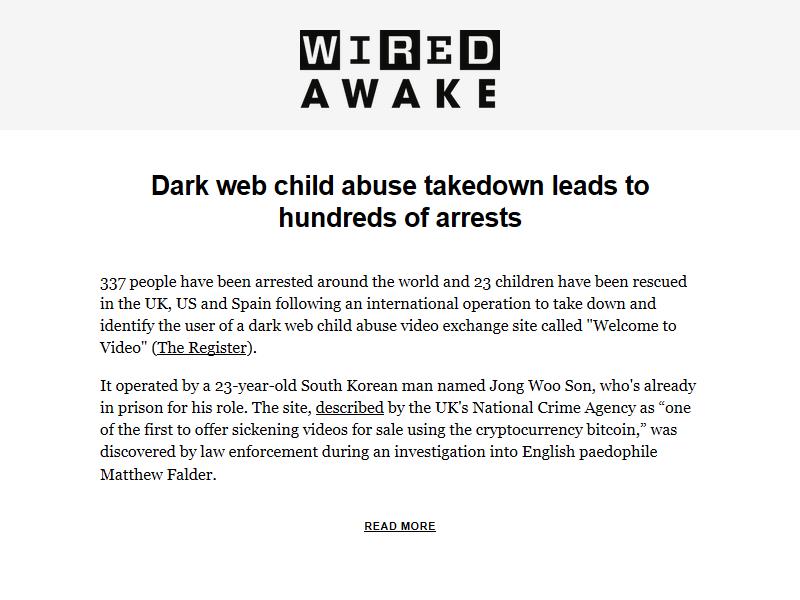 WIRED
AWAKE
Dark web child abuse takedown leads to
hundreds of arrests
337 people have been arrested around the world and 23 children have been rescued
in the UK, US and Spain following an international operation to take down and
identify the user of a dark web child abuse video exchange site called "Welcome to
Video" (The Register).
It operated by a 23-year-old South Korean man named Jong Woo Son, who's already
in prison for his role. The site, described by the UK's National Crime Agency as “one
of the first to offer sickening videos for sale using the cryptocurrency bitcoin,” was
discovered by law enforcement during an investigation into English paedophile
Matthew Falder.
READ MORE